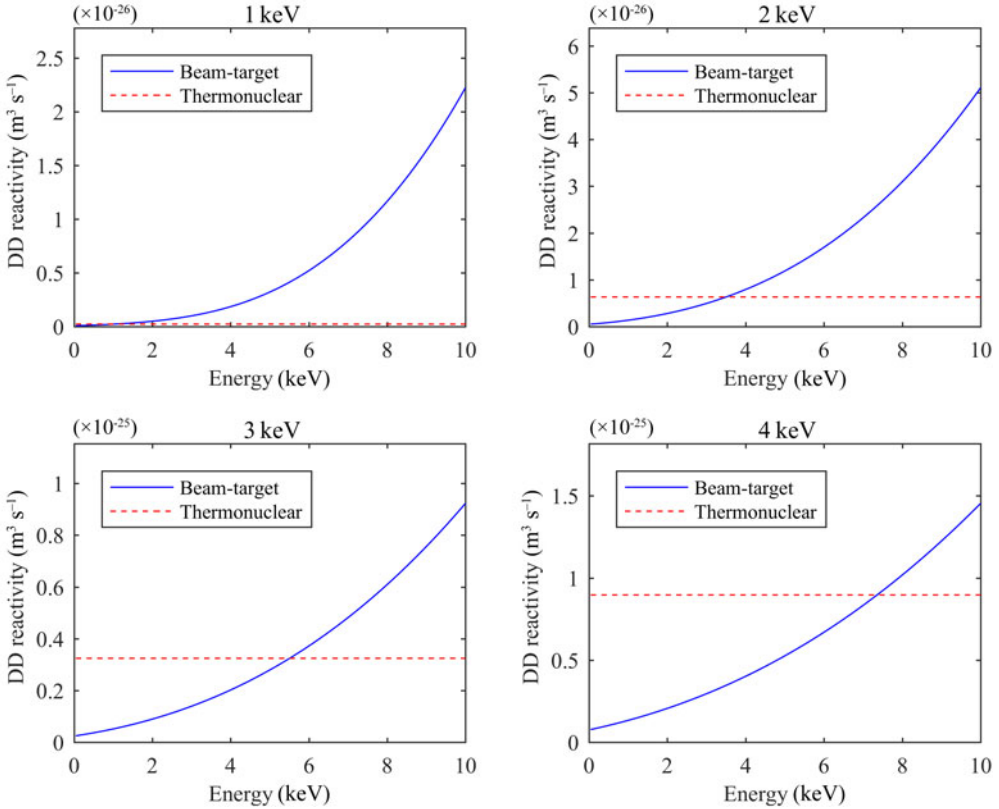 (×10⁻²⁶)
1 keV
2.5
2
1.5
1
0.5
0
DD reactivity (m³ s⁻¹)
Beam-target
Thermonuclear
0 2 4 6 8 10
Energy (keV)
(×10⁻²⁶)
2 keV
6
5
4
3
2
1
0
DD reactivity (m³ s⁻¹)
Beam-target
Thermonuclear
0 2 4 6 8 10
Energy (keV)
(×10⁻²⁵)
3 keV
1
0.8
0.6
0.4
0.2
0
DD reactivity (m³ s⁻¹)
Beam-target
Thermonuclear
0 2 4 6 8 10
Energy (keV)
(×10⁻²⁵)
4 keV
1.5
1
0.5
0
DD reactivity (m³ s⁻¹)
Beam-target
Thermonuclear
0 2 4 6 8 10
Energy (keV)